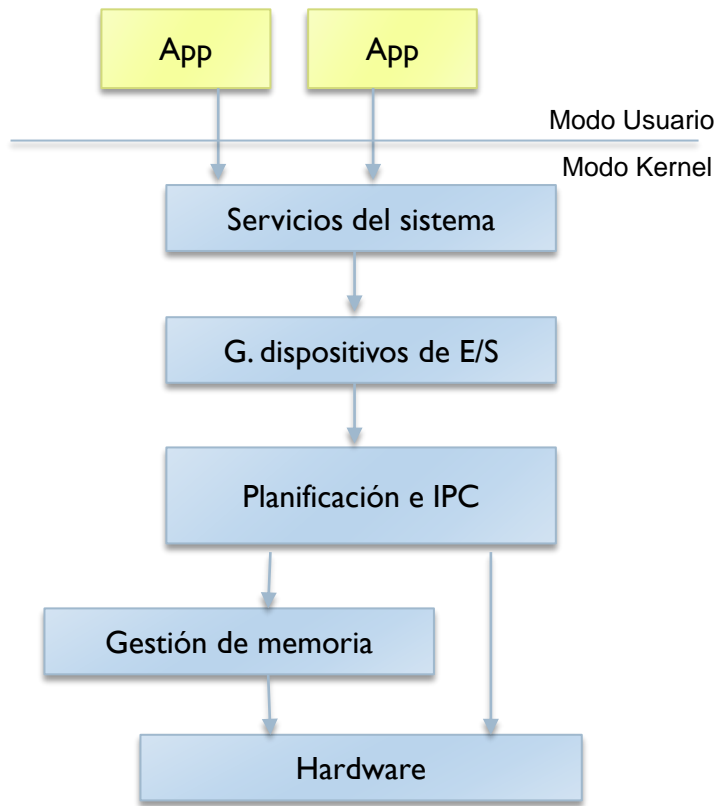 App
App
Modo Usuario
Modo Kernel
Servicios del sistema
G. dispositivos de E/S
Planificación e IPC
Gestión de memoria
Hardware